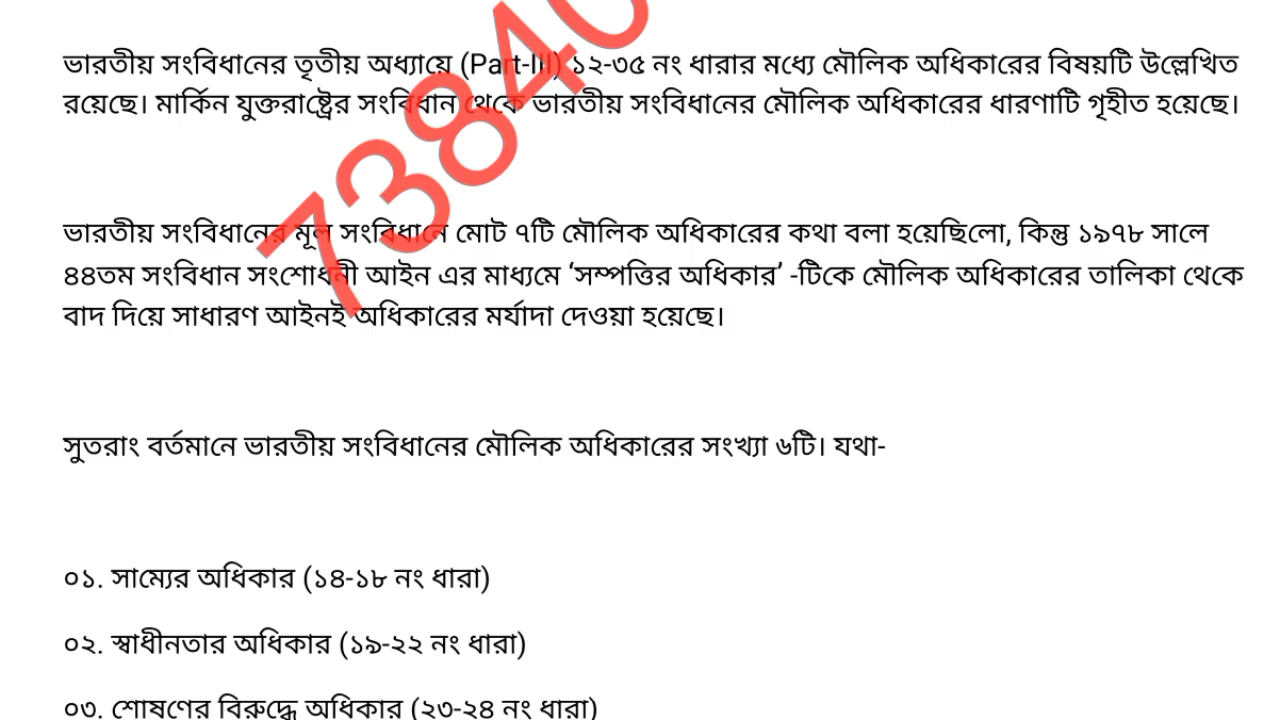 ভারতীয় সংবিধানের তৃতীয় অধ্যায়ে (Part-III) ১২-৩৫ নং ধারার মধ্যে মৌলিক অধিকারের বিষয়টি উল্লেখিত
রয়েছে। মার্কিন যুক্তরাষ্ট্রের সংবিধান থেকে ভারতীয় সংবিধানের মৌলিক অধিকারের ধারণাটি গৃহীত হয়েছে।
ভারতীয় সংবিধানের মূল সংবিধানে মোট ৭টি মৌলিক অধিকারের কথা বলা হয়েছিলো, কিন্তু ১৯৭৮ সালে
৪৪তম সংবিধান সংশোধনী আইন এর মাধ্যমে ‘সম্পত্তির অধিকার’ -টিকে মৌলিক অধিকারের তালিকা থেকে
বাদ দিয়ে সাধারণ আইনই অধিকারের মর্যাদা দেওয়া হয়েছে।
সুতরাং বর্তমানে ভারতীয় সংবিধানের মৌলিক অধিকারের সংখ্যা ৬টি। যথা-
০১. সাম্যের অধিকার (১৪-১৮ নং ধারা)
০২. স্বাধীনতার অধিকার (১৯-২২ নং ধারা)
০৩. শোষণের বিরুদ্ধে অধিকার (২৩-২৪ নং ধারা)
73840